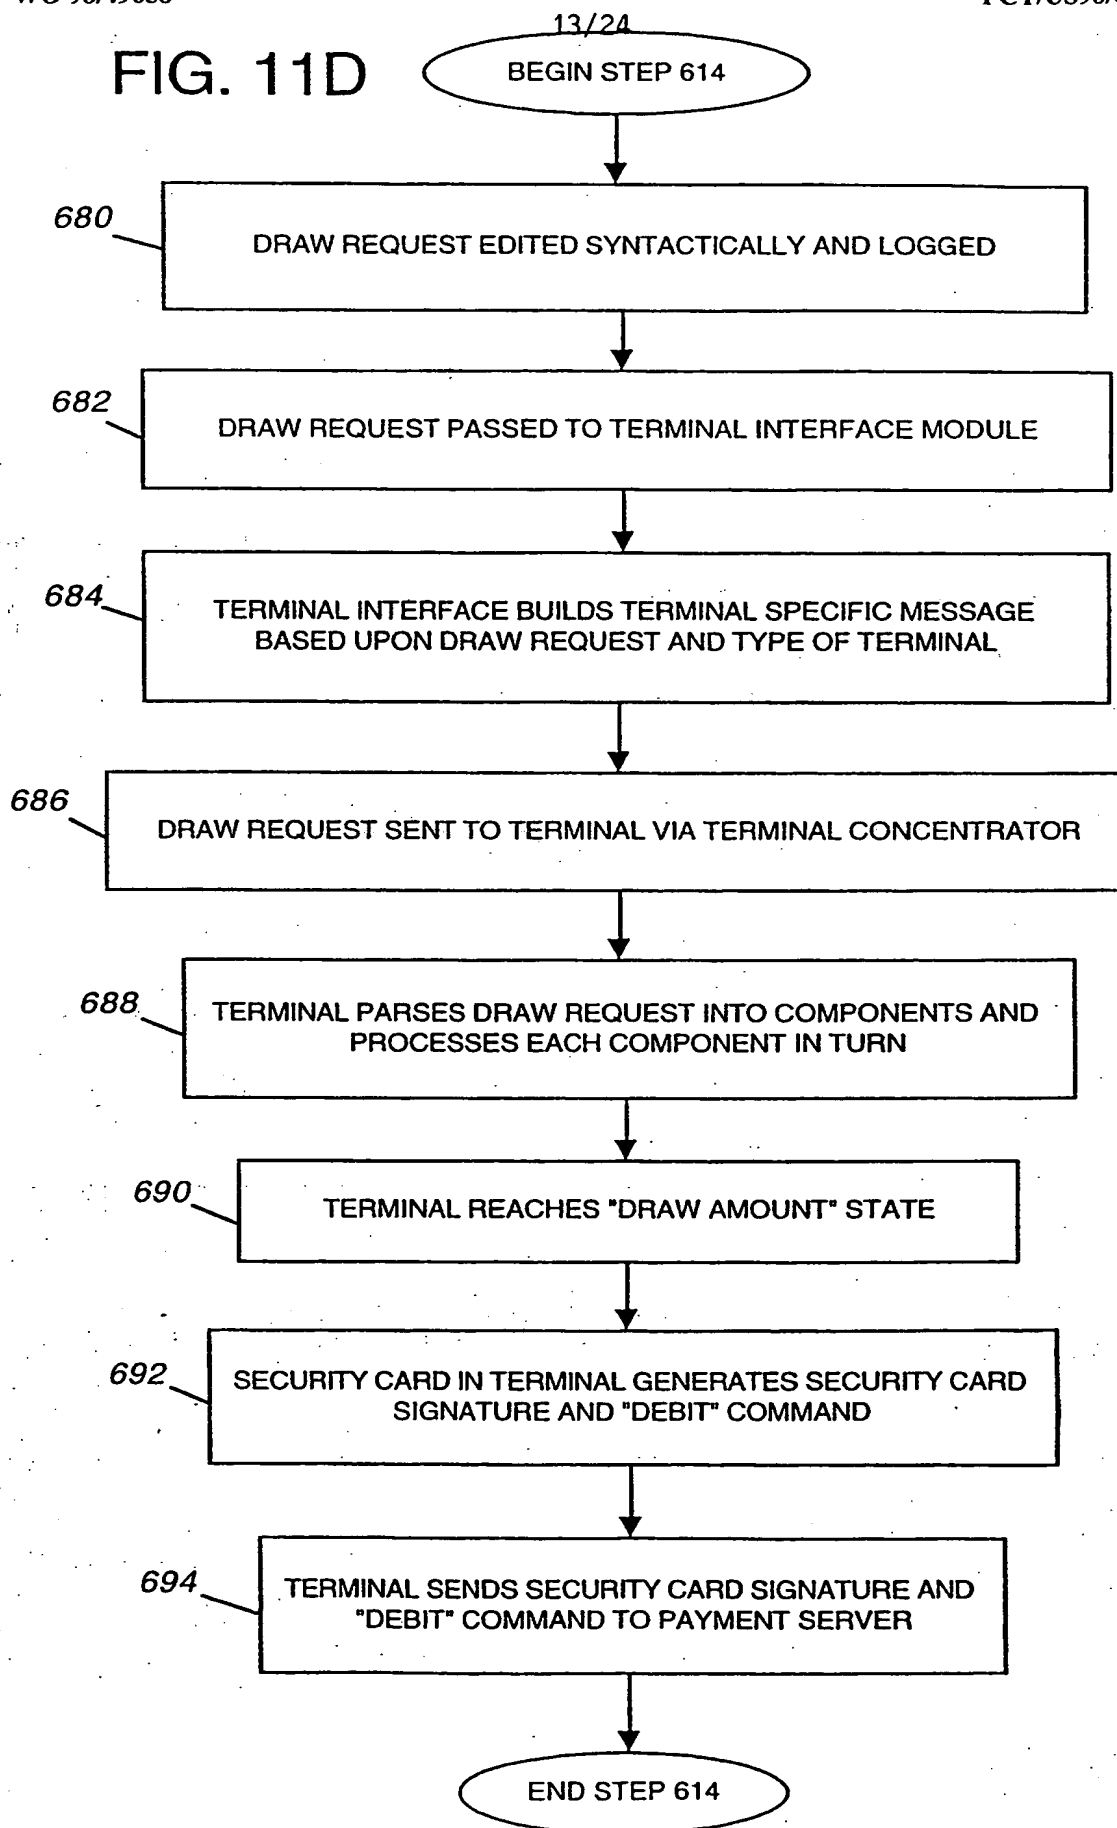 13/24
FIG. 11D
BEGIN STEP 614
680
DRAW REQUEST EDITED SYNTACTICALLY AND LOGGED
682
DRAW REQUEST PASSED TO TERMINAL INTERFACE MODULE
684
TERMINAL INTERFACE BUILDS TERMINAL SPECIFIC MESSAGE
BASED UPON DRAW REQUEST AND TYPE OF TERMINAL
686
DRAW REQUEST SENT TO TERMINAL VIA TERMINAL CONCENTRATOR
688
TERMINAL PARSES DRAW REQUEST INTO COMPONENTS AND
PROCESSES EACH COMPONENT IN TURN
690
TERMINAL REACHES "DRAW AMOUNT" STATE
692
SECURITY CARD IN TERMINAL GENERATES SECURITY CARD
SIGNATURE AND "DEBIT" COMMAND
694
TERMINAL SENDS SECURITY CARD SIGNATURE AND
"DEBIT" COMMAND TO PAYMENT SERVER
END STEP 614